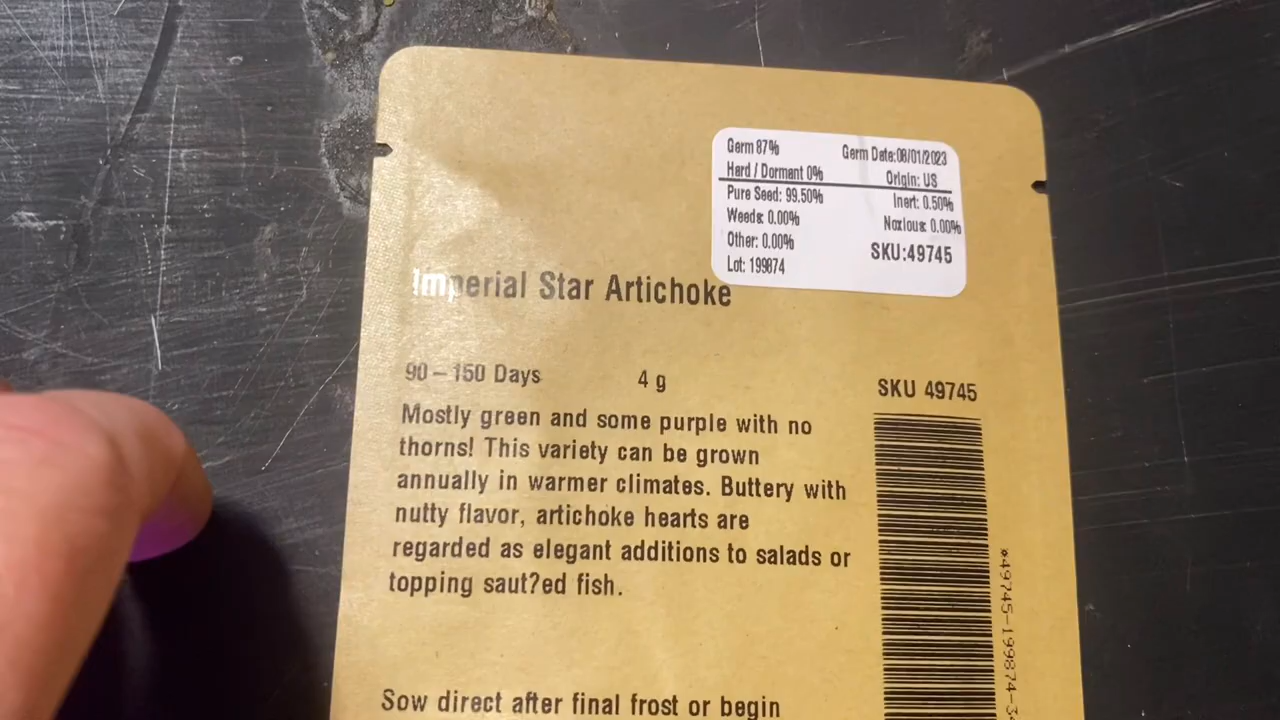 Germ 87% Germ Date:08/01/2023
Hard / Dormant 0% Origin: US
Pure Seed: 99.50% Inert: 0.50%
Weeds: 0.00% Noxious: 0.00%
Other: 0.00% SKU:49745
Lot: 199874
Imperial Star Artichoke
90 – 150 Days 4 g SKU 49745
Mostly green and some purple with no
thorns! This variety can be grown
annually in warmer climates. Buttery with
nutty flavor, artichoke hearts are
regarded as elegant additions to salads or
topping saut?ed fish.
*49745-199874-3
Sow direct after final frost or begin